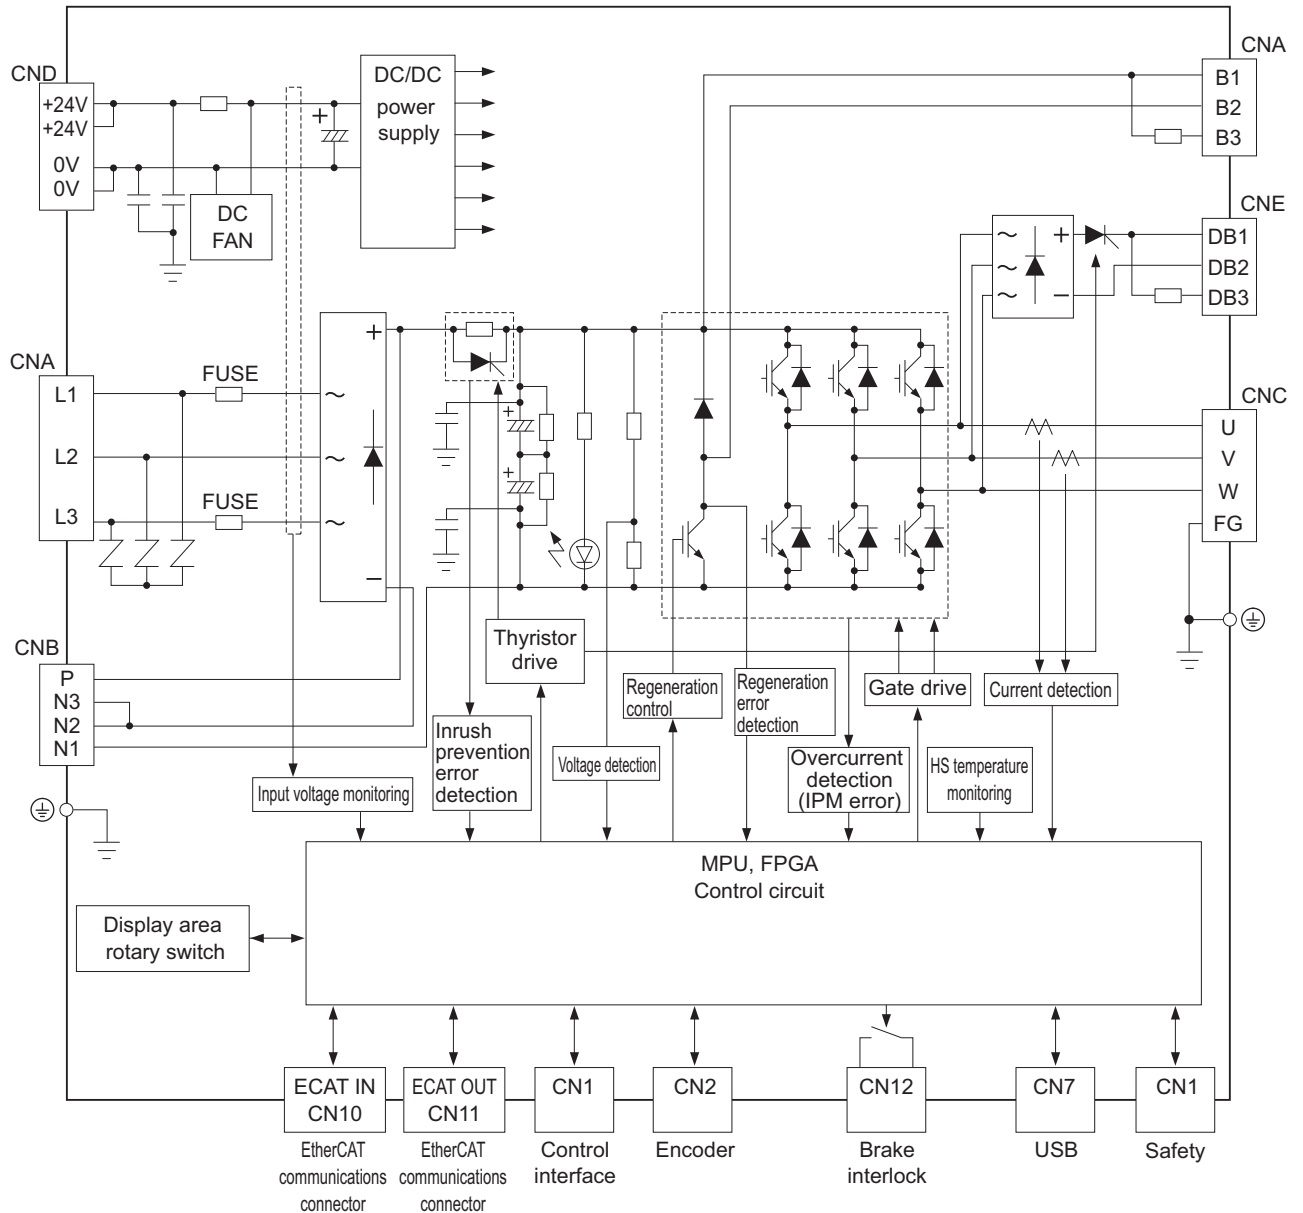 CND
+24V
+24V
0V
0V
DC/DC
power
supply
+
DC
FAN
CNA
B1
B2
B3
CNE
DB1
DB2
DB3
~ +
~
~ −
CNA
L1
L2
L3
FUSE
FUSE
+
~
~
~
−
+
+
CNC
U
V
W
FG
CNB
P
N3
N2
N1
Thyristor
drive
Inrush
prevention
error
detection
Input voltage monitoring
Voltage detection
Regeneration
control
Regeneration
error
detection
Overcurrent
detection
(IPM error)
Gate drive
HS temperature
monitoring
Current detection
MPU, FPGA
Control circuit
Display area
rotary switch
ECAT IN
CN10
ECAT OUT
CN11
CN1
CN2
CN12
CN7
CN1
EtherCAT
communications
connector
EtherCAT
communications
connector
Control
interface
Encoder
Brake
interlock
USB
Safety